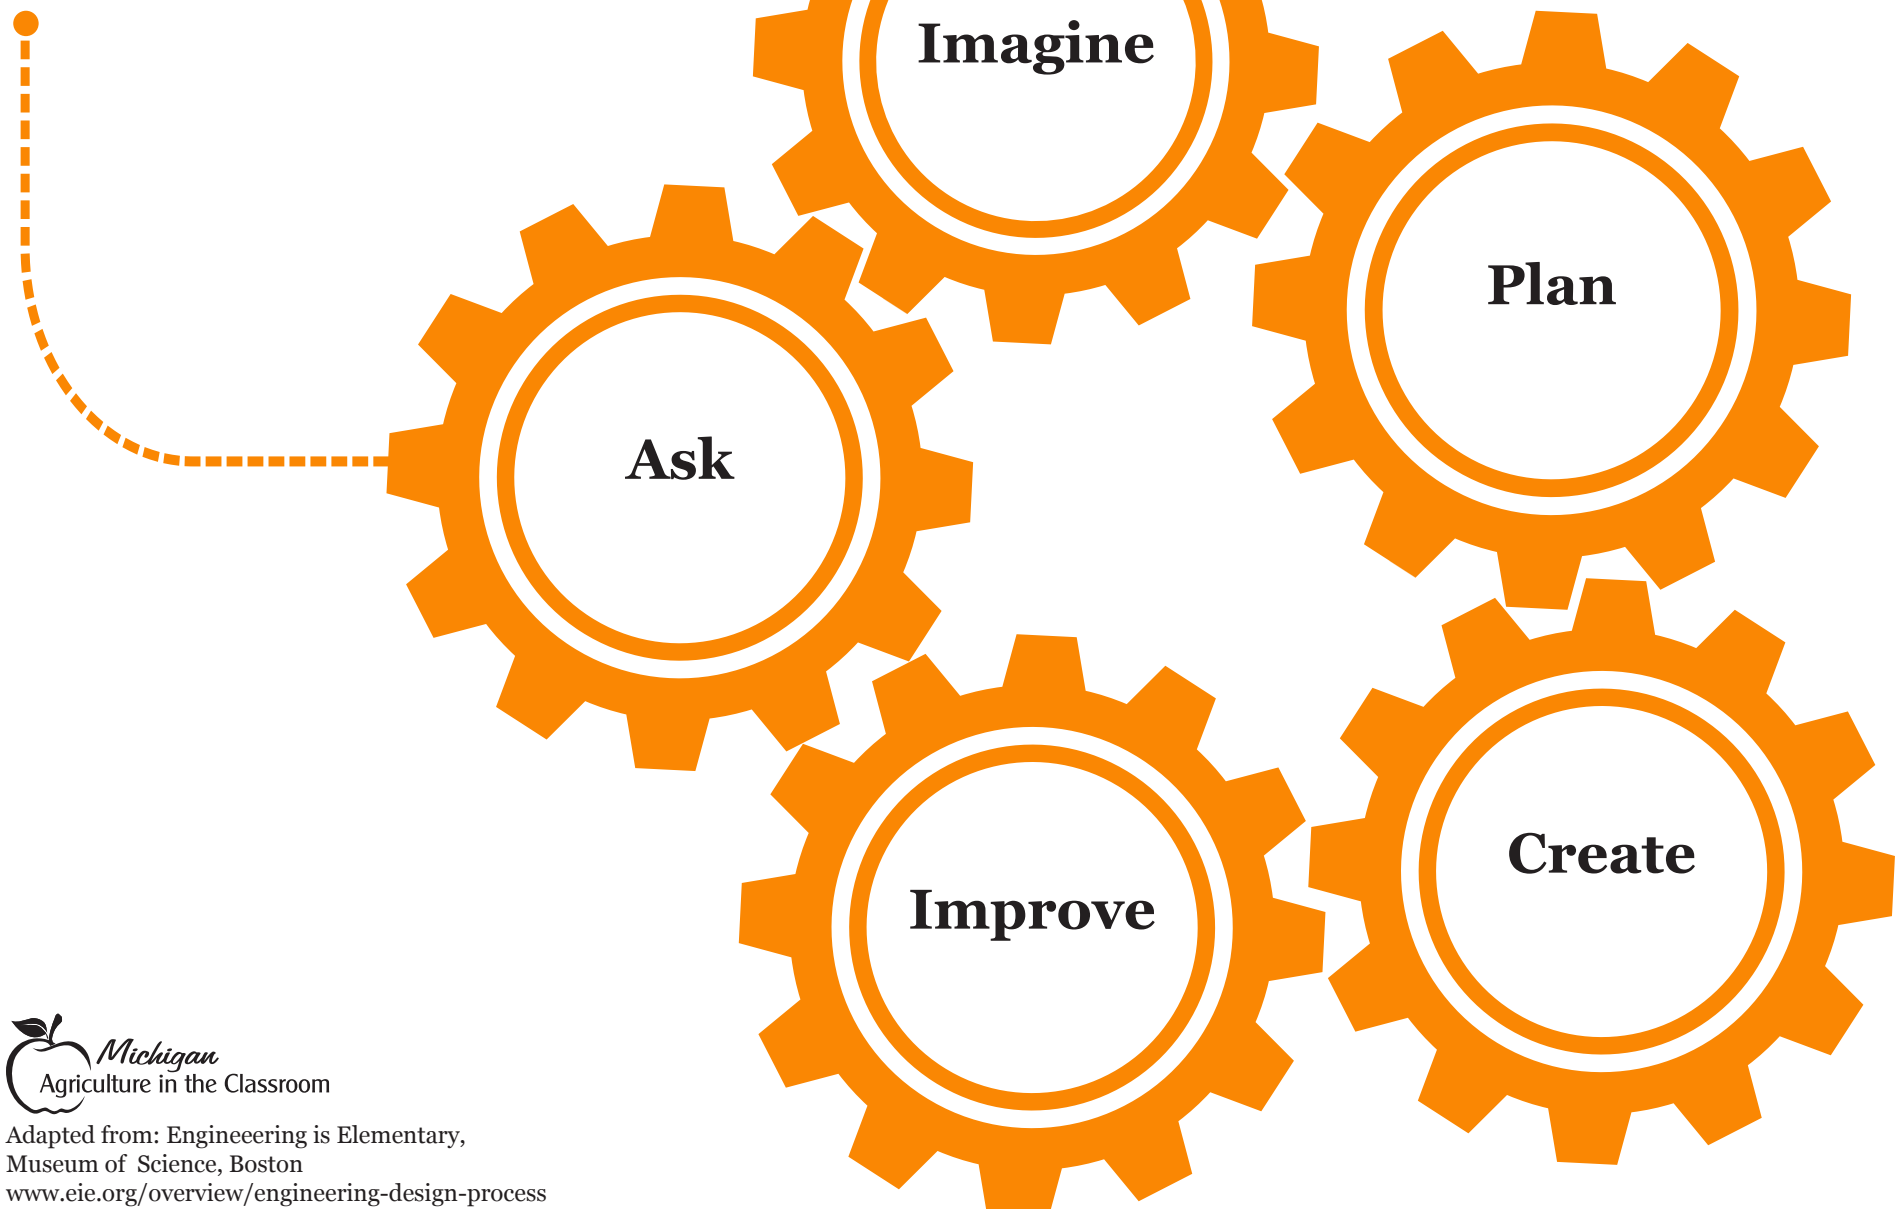 Imagine
Plan
Ask
Create
Improve
Michigan
Agriculture in the Classroom
Adapted from: Engineeering is Elementary,
Museum of Science, Boston
www.eie.org/overview/engineering-design-process